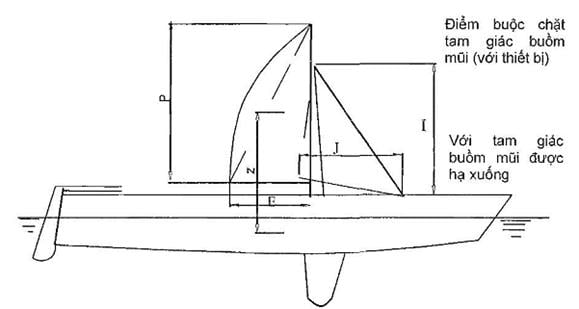 Điểm buộc chặt
tam giác buồm
mũi (với thiết bị)
P
I
Với tam giác
buồm mũi được
hạ xuống
J
z
E